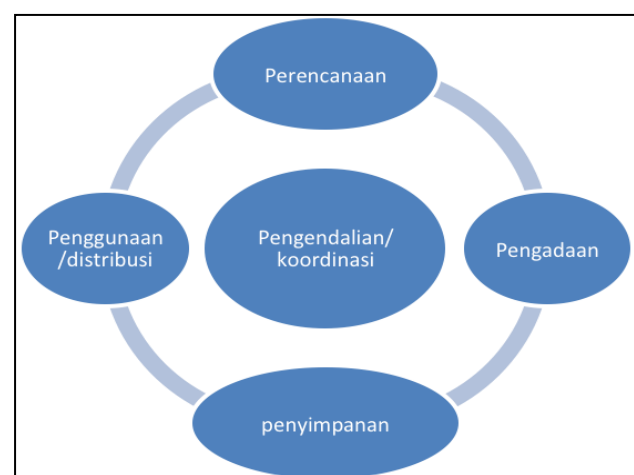 Perencanaan
Penggunaan
/distribusi
Pengendalian/
koordinasi
Pengadaan
penyimpanan